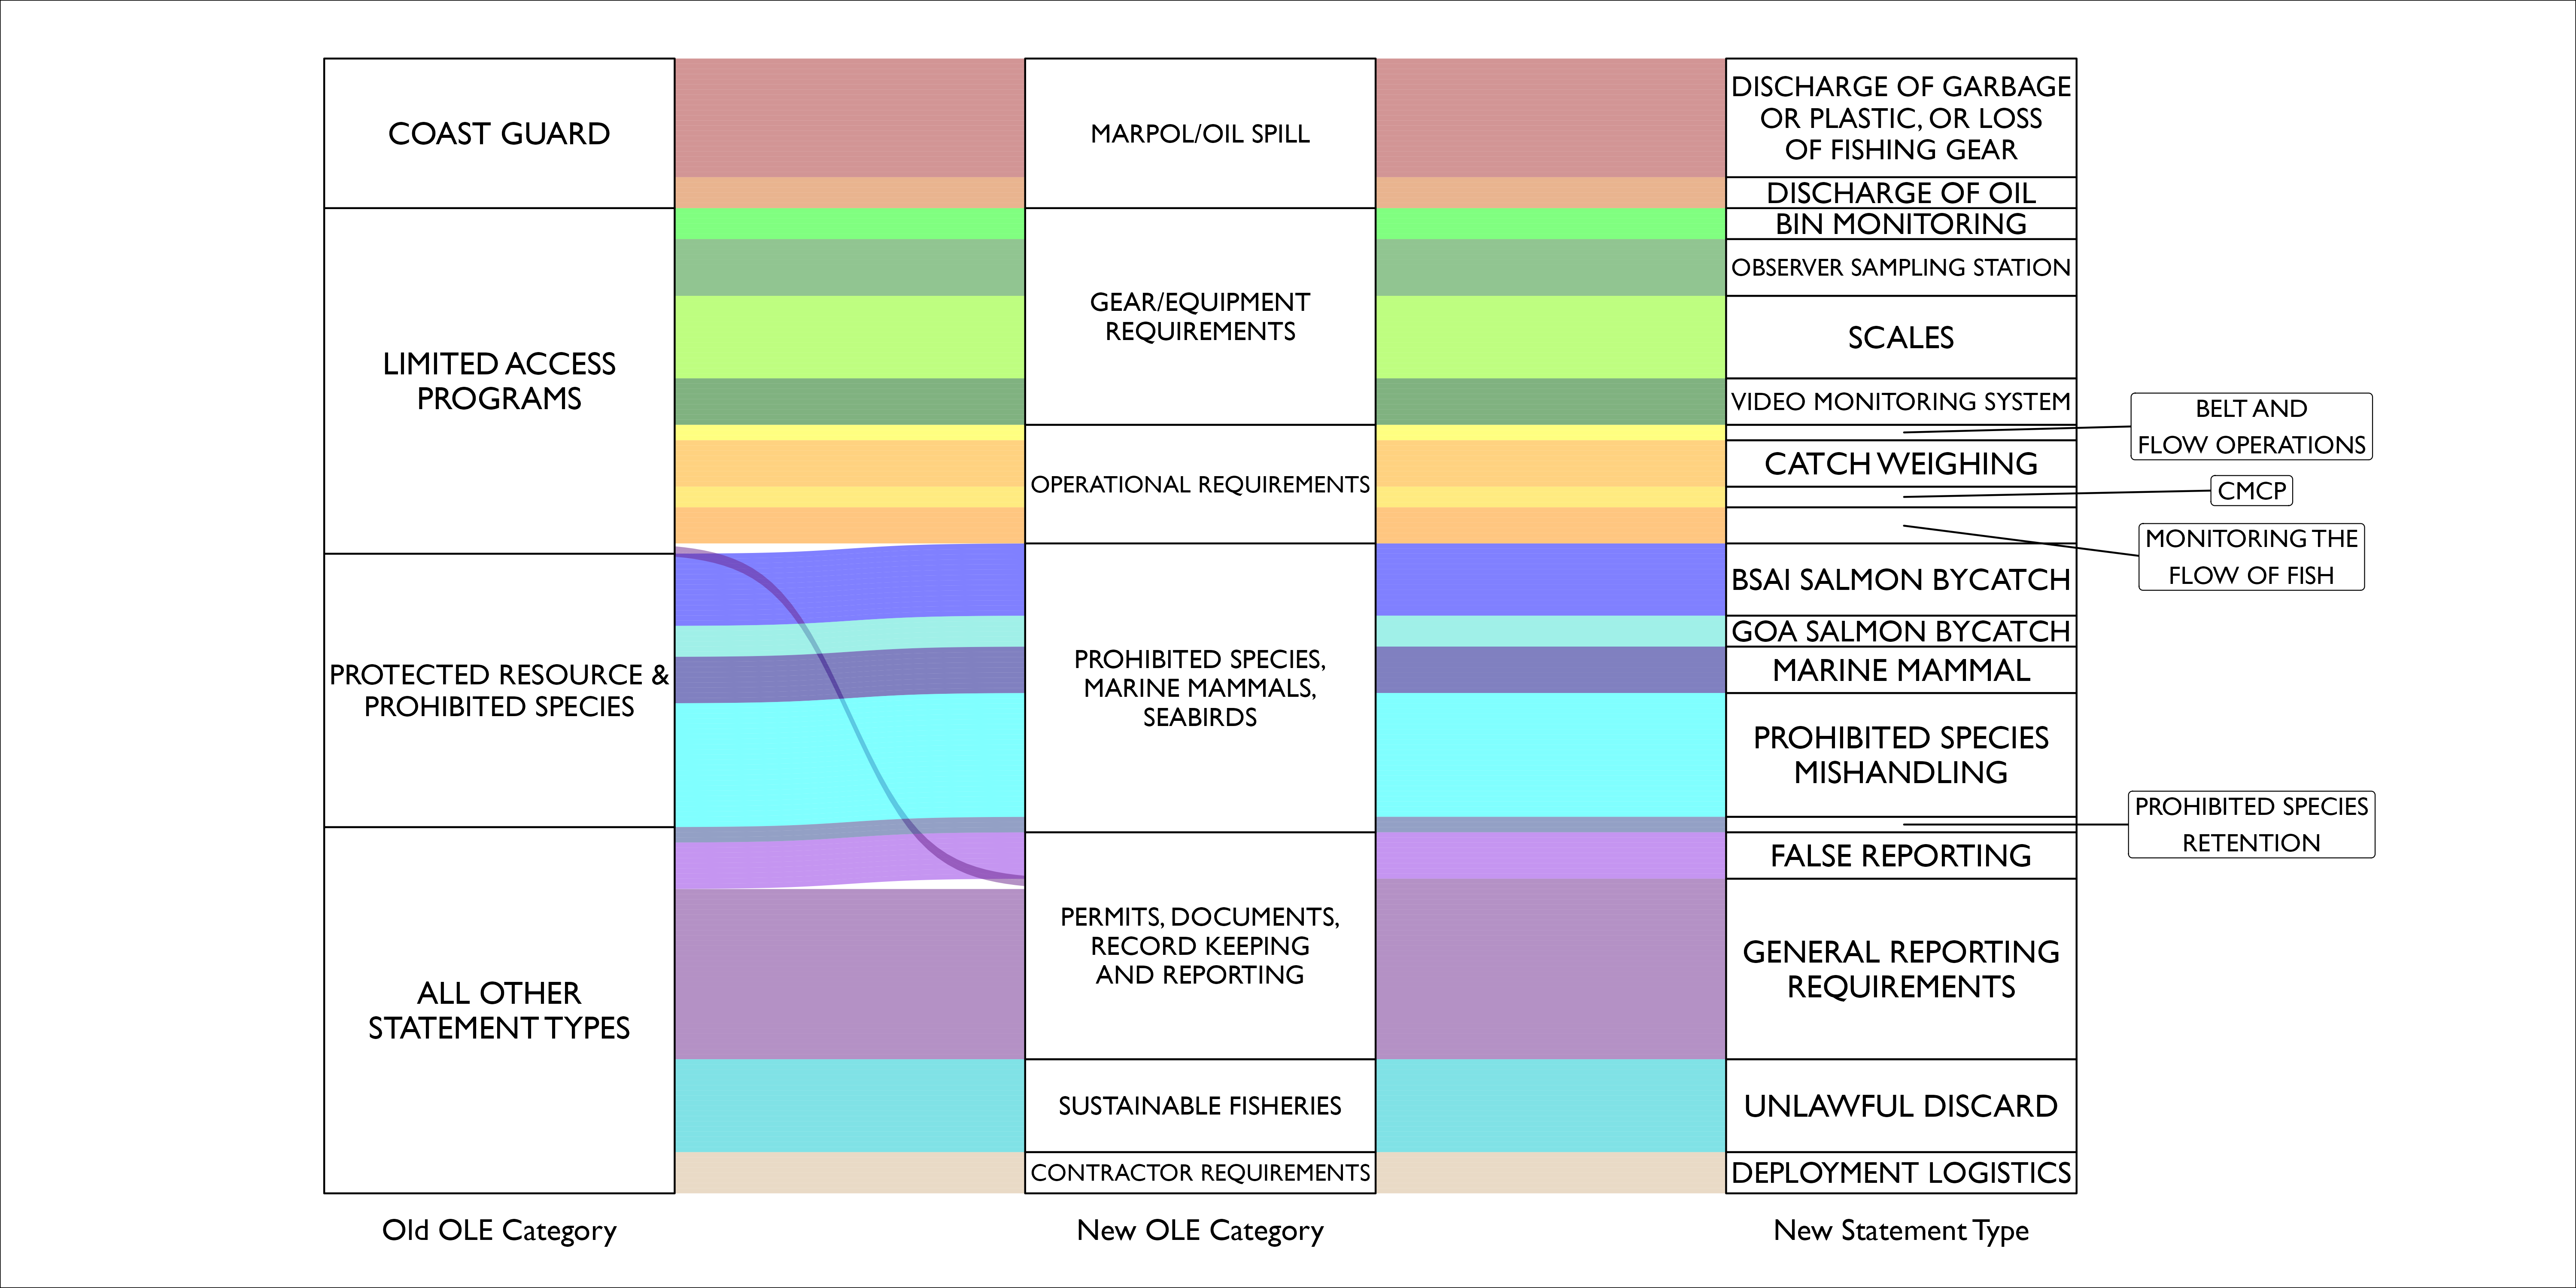 COAST GUARD
LIMITED ACCESS
PROGRAMS
PROTECTED RESOURCE &
PROHIBITED SPECIES
ALL OTHER
STATEMENT TYPES
Old OLE Category
MARPOL/OIL SPILL
GEAR/EQUIPMENT
REQUIREMENTS
OPERATIONAL REQUIREMENTS
PROHIBITED SPECIES,
MARINE MAMMALS,
SEABIRDS
PERMITS, DOCUMENTS,
RECORD KEEPING
AND REPORTING
SUSTAINABLE FISHERIES
CONTRACTOR REQUIREMENTS
New OLE Category
DISCHARGE OF GARBAGE
OR PLASTIC, OR LOSS
OF FISHING GEAR
DISCHARGE OF OIL
BIN MONITORING
OBSERVER SAMPLING STATION
SCALES
VIDEO MONITORING SYSTEM
BELT AND
FLOW OPERATIONS
CATCH WEIGHING
CMCP
MONITORING THE
FLOW OF FISH
BSAI SALMON BYCATCH
GOA SALMON BYCATCH
MARINE MAMMAL
PROHIBITED SPECIES
MISHANDLING
PROHIBITED SPECIES
RETENTION
FALSE REPORTING
GENERAL REPORTING
REQUIREMENTS
UNLAWFUL DISCARD
DEPLOYMENT LOGISTICS
New Statement Type